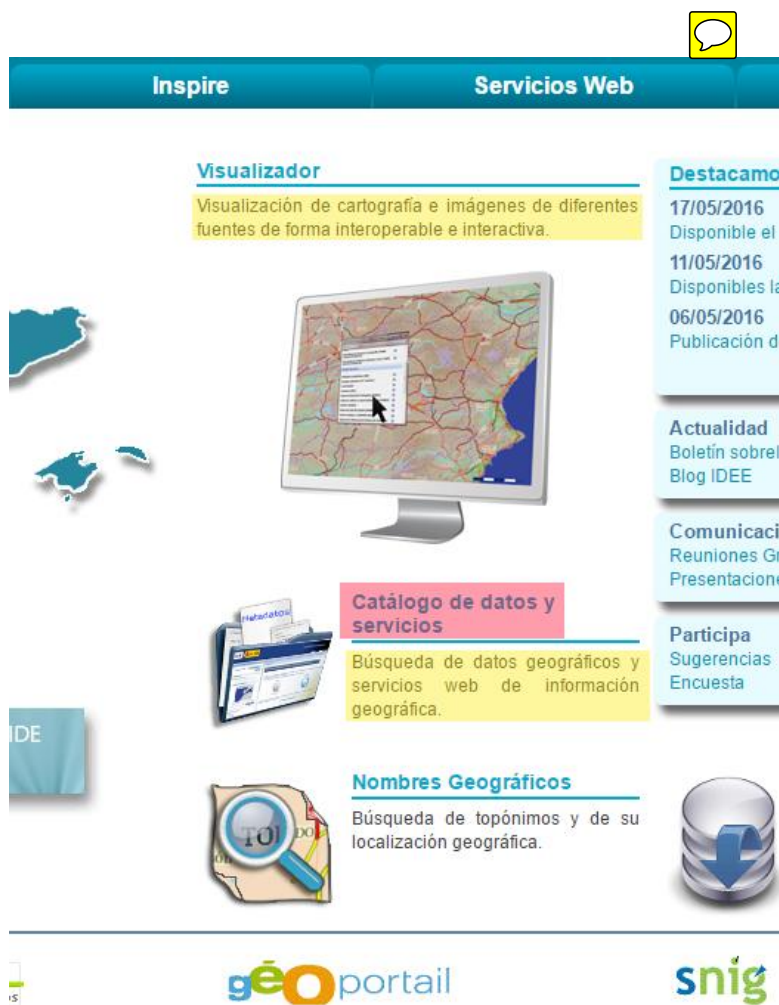 Inspire
Servicios Web
Visualizador
Visualización de cartografía e imágenes de diferentes
fuentes de forma interoperable e interactiva.
Destacamo
17/05/2016
Disponible el
11/05/2016
Disponibles la
06/05/2016
Publicación d
Actualidad
Boletín sobrel
Blog IDEE
Comunicaci
Reuniones Gr
Presentacione
Metadatos
Catálogo de datos y
servicios
Búsqueda de datos geográficos y
servicios web de información
geográfica.
Participa
Sugerencias
Encuesta
IDE
Nombres Geográficos
Búsqueda de topónimos y de su
localización geográfica.
TOL
géOportail
snig